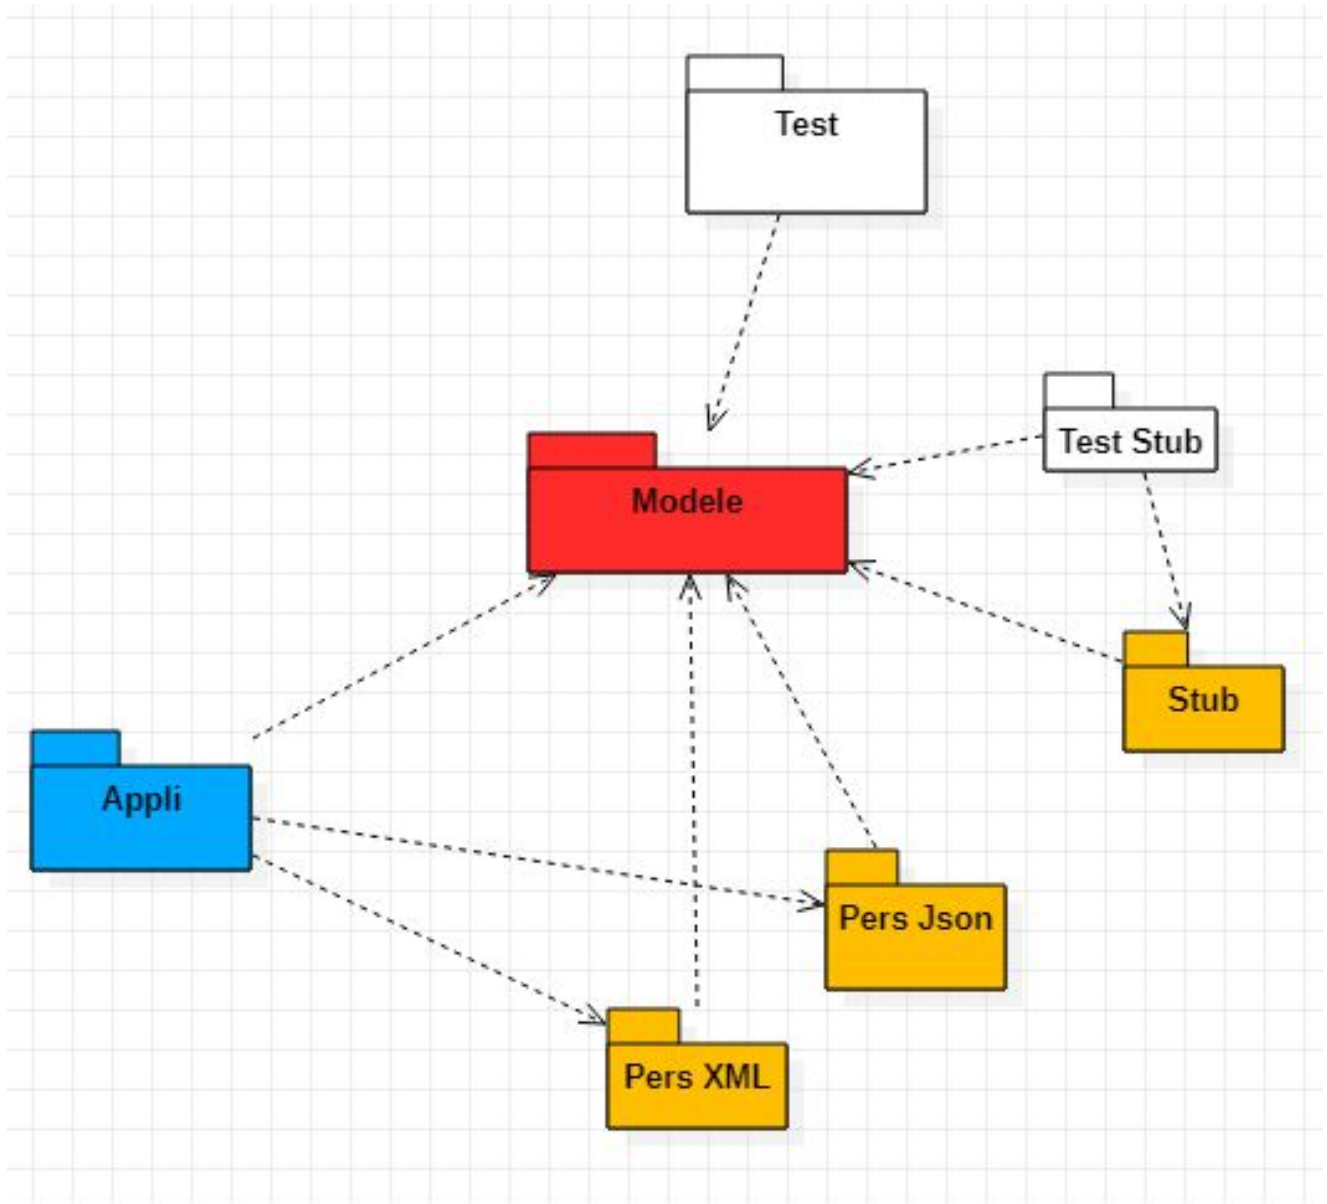 Test
Test Stub
Modele
Stub
Appli
Pers Json
Pers XML